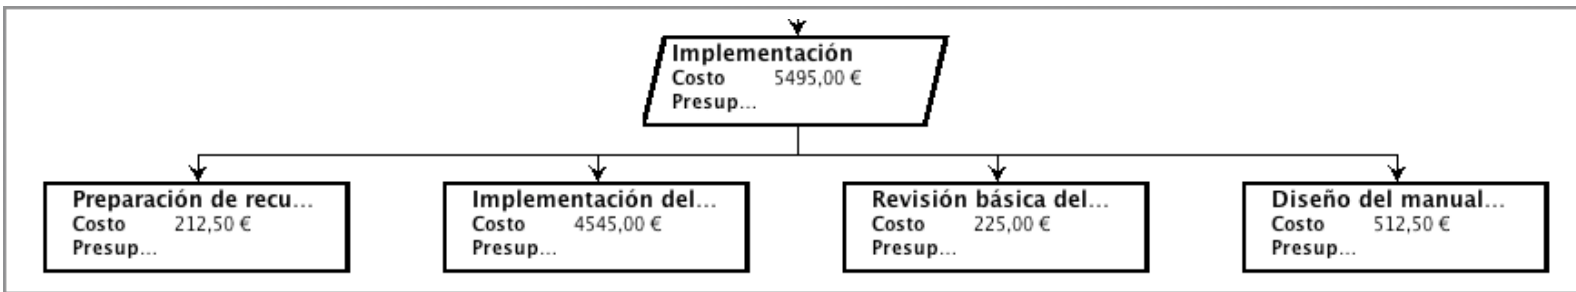 Implementación
Costo 5495,00 €
Presup...
Preparación de recu...
Costo 212,50 €
Presup...
Implementación del...
Costo 4545,00 €
Presup...
Revisión básica del...
Costo 225,00 €
Presup...
Diseño del manual...
Costo 512,50 €
Presup...